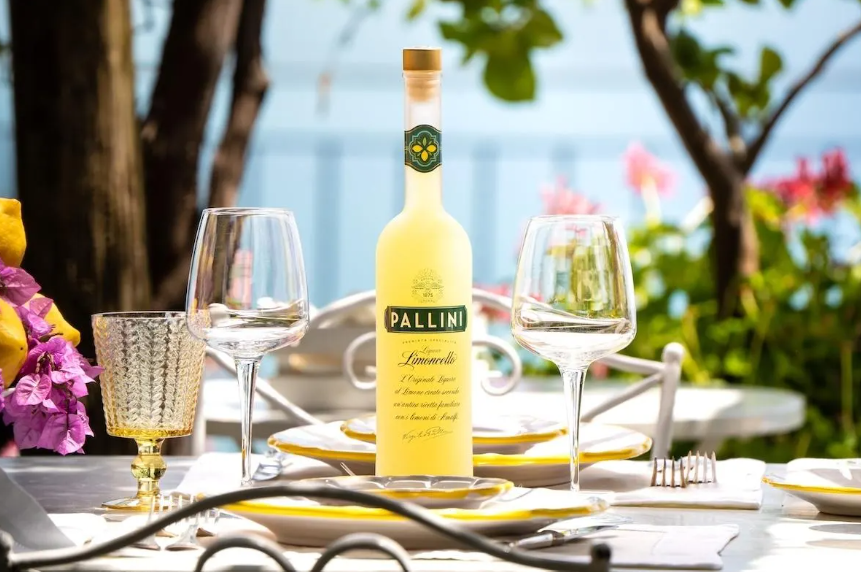 1875
PALLINI
Liquore
Limoncello
L'Originale Liquore
al Limone creato secondo
un'antica ricetta familiare
con i limoni di Amalfi